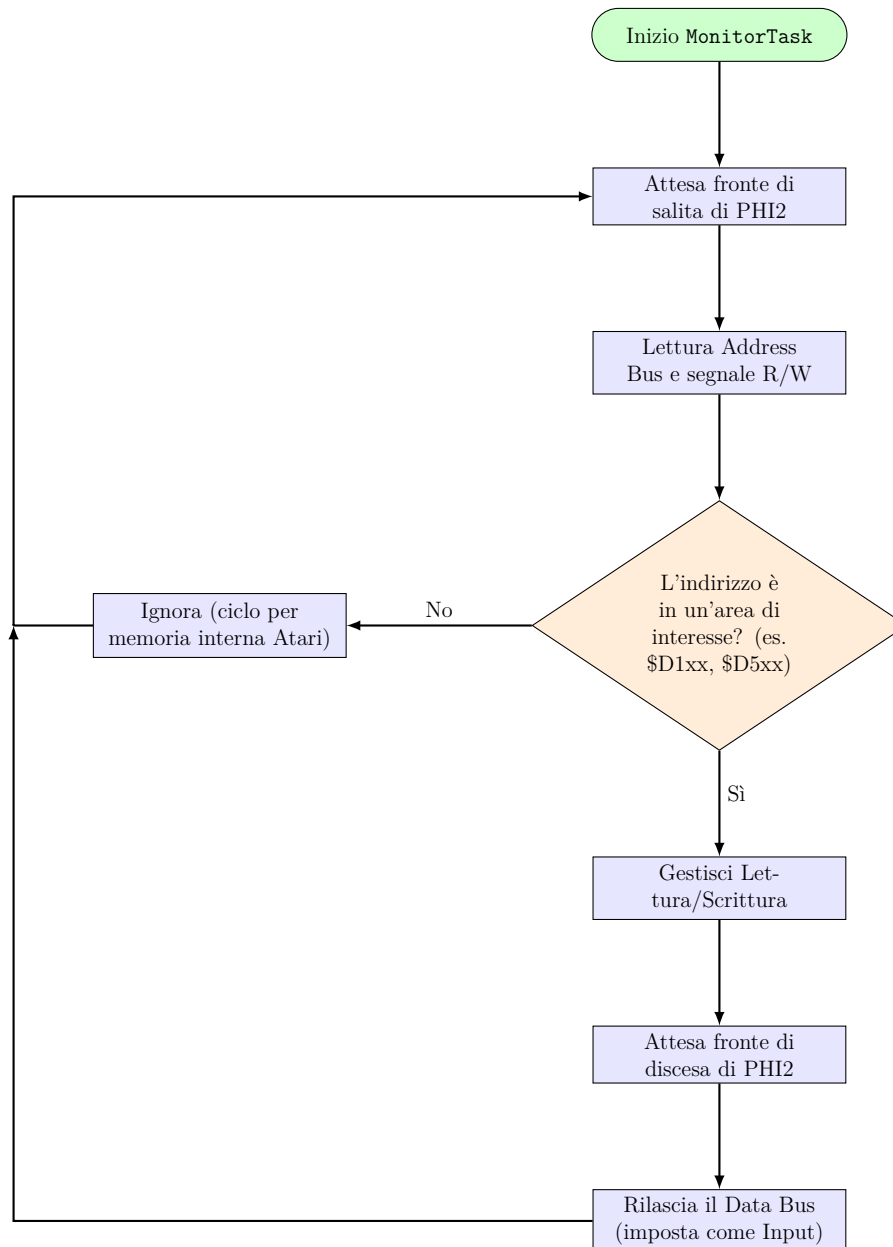 Inizio MonitorTask
Attesa fronte di
salita di PHI2
Lettura Address
Bus e segnale R/W
L'indirizzo è
in un'area di
interesse? (es.
$D1xx, $D5xx)
No
Ignora (ciclo per
memoria interna Atari)
Sì
Gestisci Let-
tura/Scrittura
Attesa fronte di
discesa di PHI2
Rilascia il Data Bus
(imposta come Input)